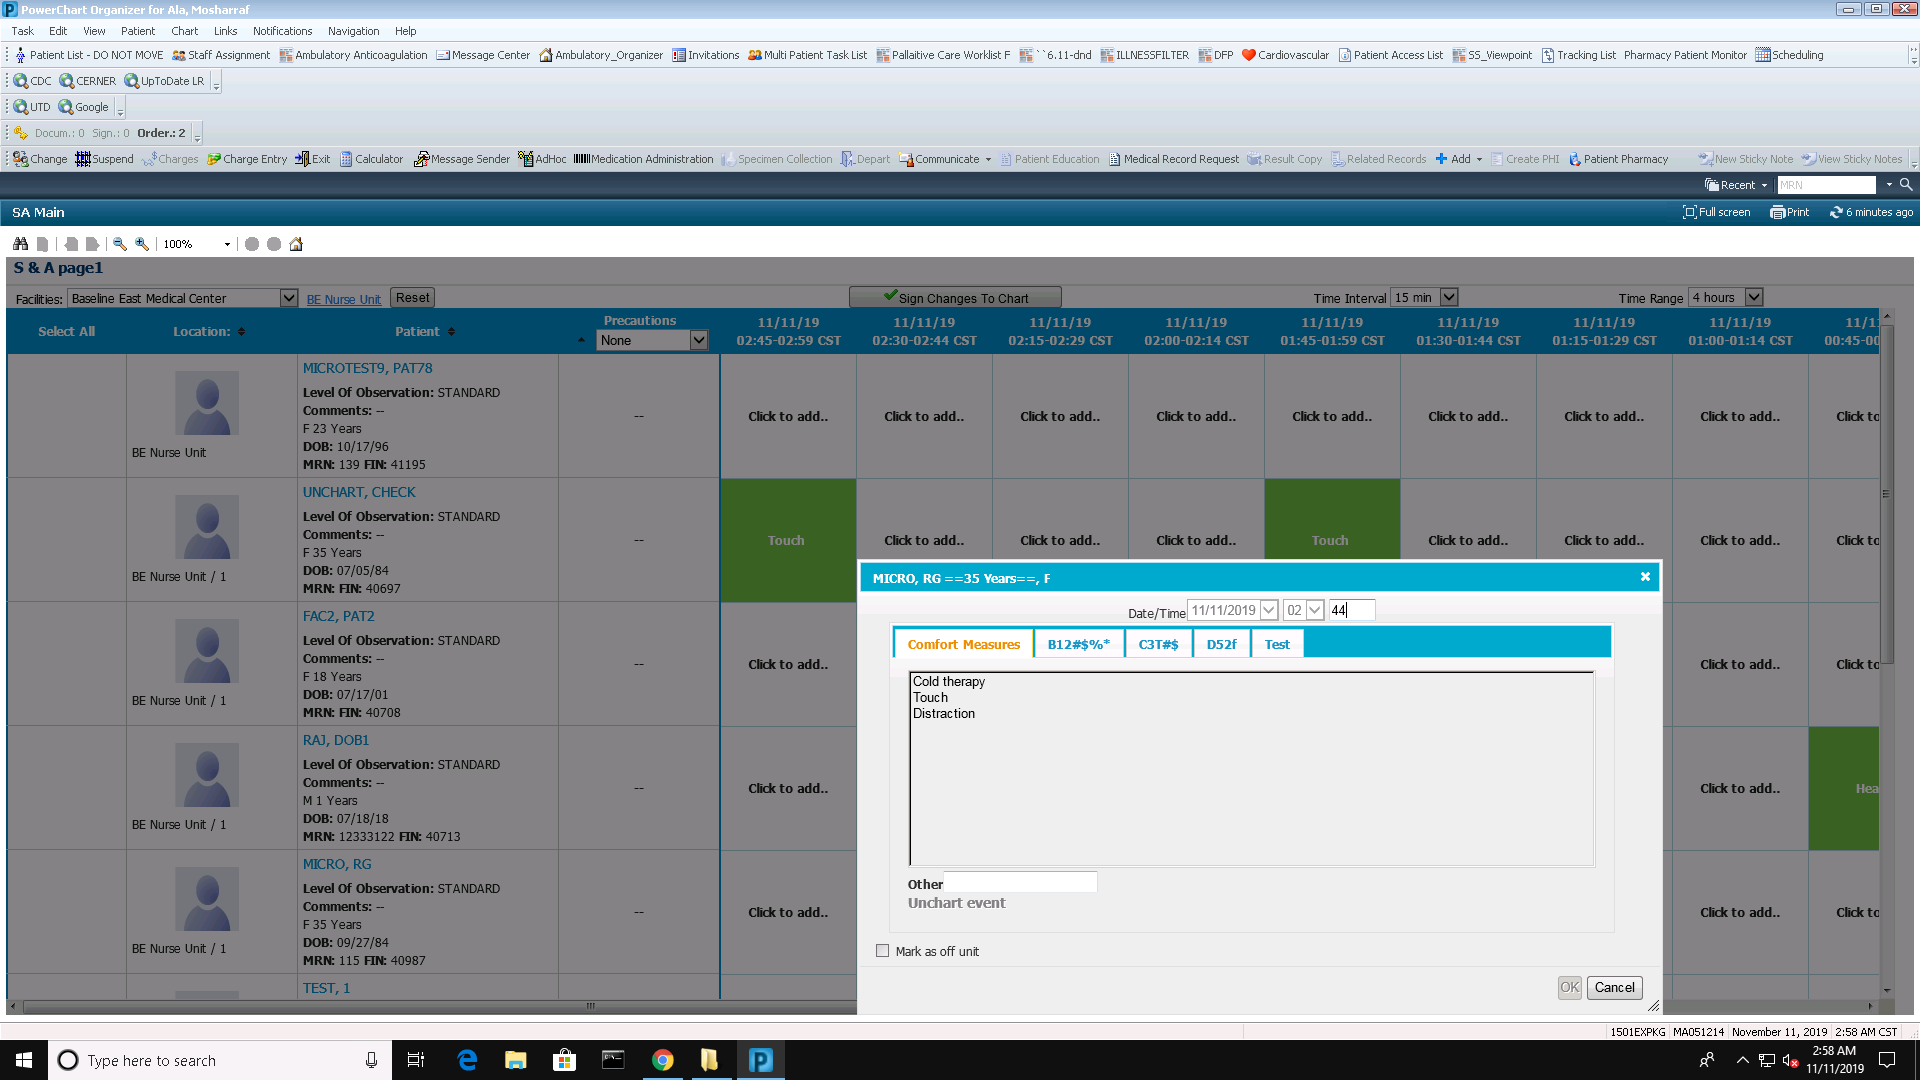 PowerChart Organizer for Ala, Mosharraf
Task Edit View Patient Chart Links Notifications Navigation Help
Patient List - DO NOT MOVE Staff Assignment Ambulatory Anticoagulation Message Center Ambulatory_Organizer Invitations Multi Patient Task List Pallaitive Care Worklist F ``6.11-dnd ILLNESSFILTER DFP Cardiovascular Patient Access List SS_Viewpoint Tracking List Pharmacy Patient Monitor Scheduling
CDC CERNER UpToDate LR
UTD Google
Docum.: 0 Sign.: 0 Order.: 2
Change Suspend Charges Charge Entry Exit Calculator Message Sender AdHoc Medication Administration Specimen Collection Depart Communicate Patient Education Medical Record Request Result Copy Related Records Add Create PHI Patient Pharmacy New Sticky Note View Sticky Notes
Recent MRN
SA Main Full screen Print 6 minutes ago
100%
S & A page1
Facilities: Baseline East Medical Center BE Nurse Unit Reset Sign Changes To Chart Time Interval 15 min Time Range 4 hours
Select All Location: Patient Precautions None
11/11/19 11/11/19 11/11/19 11/11/19 11/11/19 11/11/19 11/11/19 11/11/19 11/1
02:45-02:59 CST 02:30-02:44 CST 02:15-02:29 CST 02:00-02:14 CST 01:45-01:59 CST 01:30-01:44 CST 01:15-01:29 CST 01:00-01:14 CST 00:45-00
MICROTEST9, PAT78
Level Of Observation: STANDARD
Comments: --
F 23 Years
DOB: 10/17/96
MRN: 139 FIN: 41195
BE Nurse Unit
--
Click to add.. Click to add.. Click to add.. Click to add.. Click to add.. Click to add.. Click to add.. Click to add.. Click to
UNCHART, CHECK
Level Of Observation: STANDARD
Comments: --
F 35 Years
DOB: 07/05/84
MRN: FIN: 40697
BE Nurse Unit / 1
--
Touch Click to add.. Click to add.. Click to add.. Touch Click to add.. Click to add.. Click to add.. Click to
FAC2, PAT2
Level Of Observation: STANDARD
Comments: --
F 18 Years
DOB: 07/17/01
MRN: FIN: 40708
BE Nurse Unit / 1
--
Click to add.. Click to add.. Click to
RAJ, DOB1
Level Of Observation: STANDARD
Comments: --
M 1 Years
DOB: 07/18/18
MRN: 12333122 FIN: 40713
BE Nurse Unit / 1
--
Click to add.. Click to add.. Hea
MICRO, RG
Level Of Observation: STANDARD
Comments: --
F 35 Years
DOB: 09/27/84
MRN: 115 FIN: 40987
BE Nurse Unit / 1
--
Click to add.. Click to add.. Click to
TEST, 1
MICRO, RG ==35 Years==, F
Date/Time 11/11/2019 02 44
Comfort Measures B12#$%* C3T#$ D52f Test
Cold therapy
Touch
Distraction
Other
Unchart event
Mark as off unit
OK Cancel
1501EXPKG MA051214 November 11, 2019 2:58 AM CST
Type here to search
2:58 AM
11/11/2019